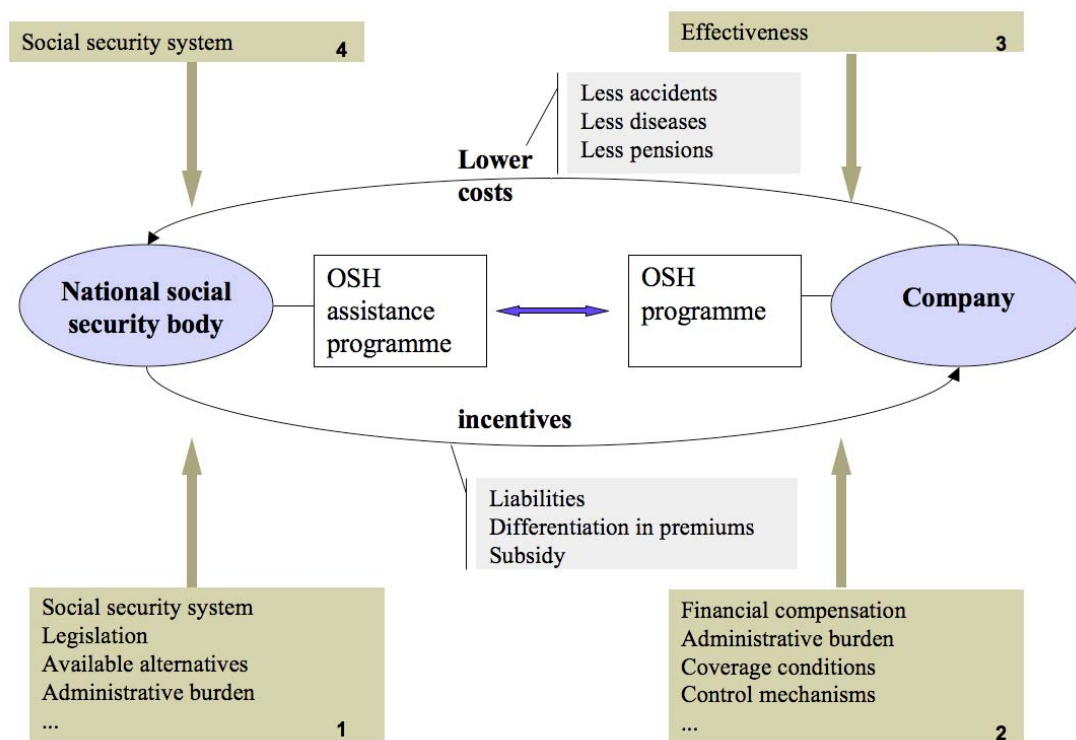 Social security system
4
Effectiveness
3
Less accidents
Less diseases
Less pensions
Lower
costs
National social
security body
OSH
assistance
programme
OSH
programme
Company
incentives
Liabilities
Differentiation in premiums
Subsidy
Social security system
Legislation
Available alternatives
Administrative burden
...
1
Financial compensation
Administrative burden
Coverage conditions
Control mechanisms
...
2